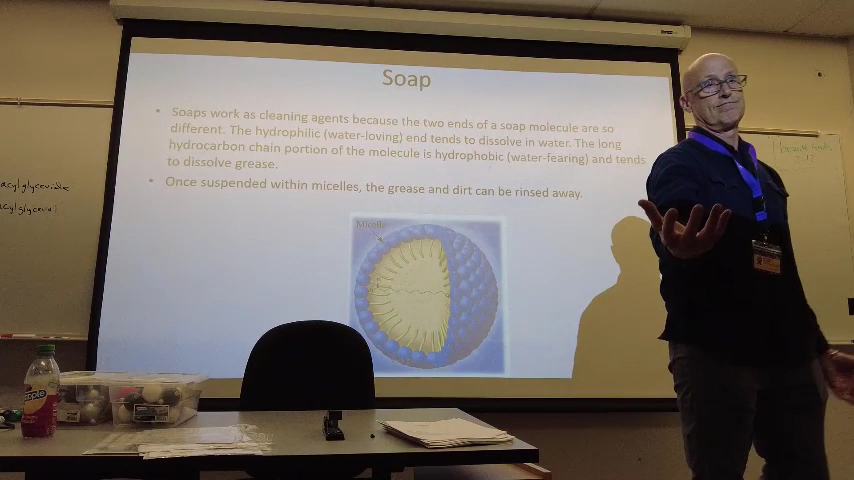 Soap
• Soaps work as cleaning agents because the two ends of a soap molecule are so
different. The hydrophilic (water-loving) end tends to dissolve in water. The long
hydrocarbon chain portion of the molecule is hydrophobic (water-fearing) and tends
to dissolve grease.
• Once suspended within micelles, the grease and dirt can be rinsed away.
Micelle
acylglyceride